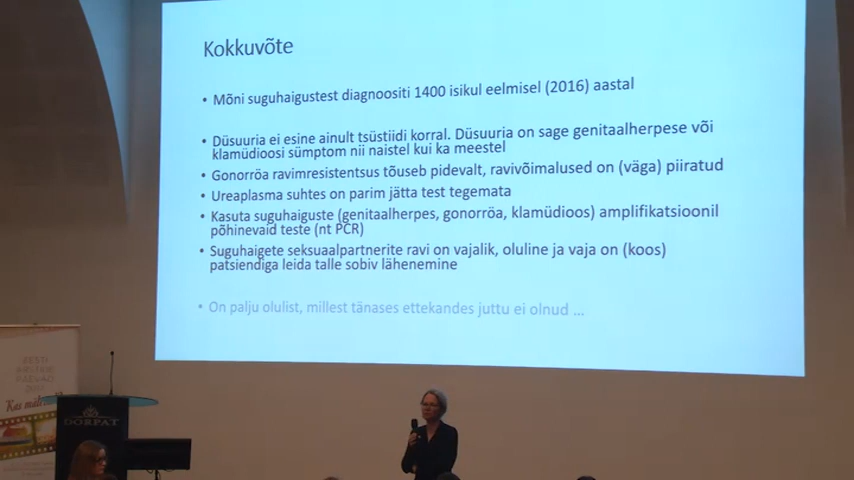 Kokkuvõte
• Mõni suguhaigustest diagnoositi 1400 isikul eelmisel (2016) aastal
• Düsuuria ei esine ainult tsüstiidi korral. Düsuuria on sage genitaalherpese või
klamüdioosi sümptom nii naistel kui ka meestel
• Gonorröa ravimresistentsus tõuseb pidevalt, ravivõimalused on (väga) piiratud
• Ureaplasma suhtes on parim jätta test tegemata
• Kasuta suguhaiguste (genitaalherpes, gonorröa, klamüdioos) amplifikatsioonil
põhinevaid teste (nt PCR)
• Suguhaigete seksuaalpartnerite ravi on vajalik, oluline ja vaja on (koos)
patsiendiga leida talle sobiv lähenemine
• On palju olulist, millest tänases ettekandes juttu ei olnud ...
EESTI
ARSTIDE
PÄEVAD
Kas mäle
DORPAT